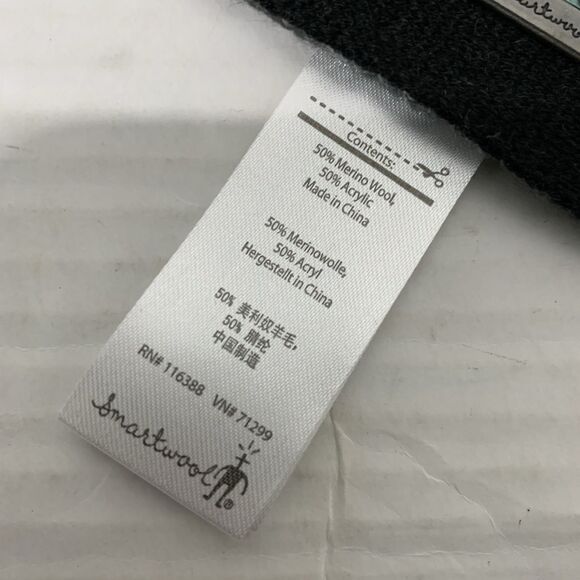 smartwool
Contents:
50% Merino Wool,
50% Acrylic
Made in China
50% Merinowolle,
50% Acryl
Hergestellt in China
50% 美利奴羊毛,
50% 腈纶
中国制造
RN# 116388 VN# 71299
smartwool®